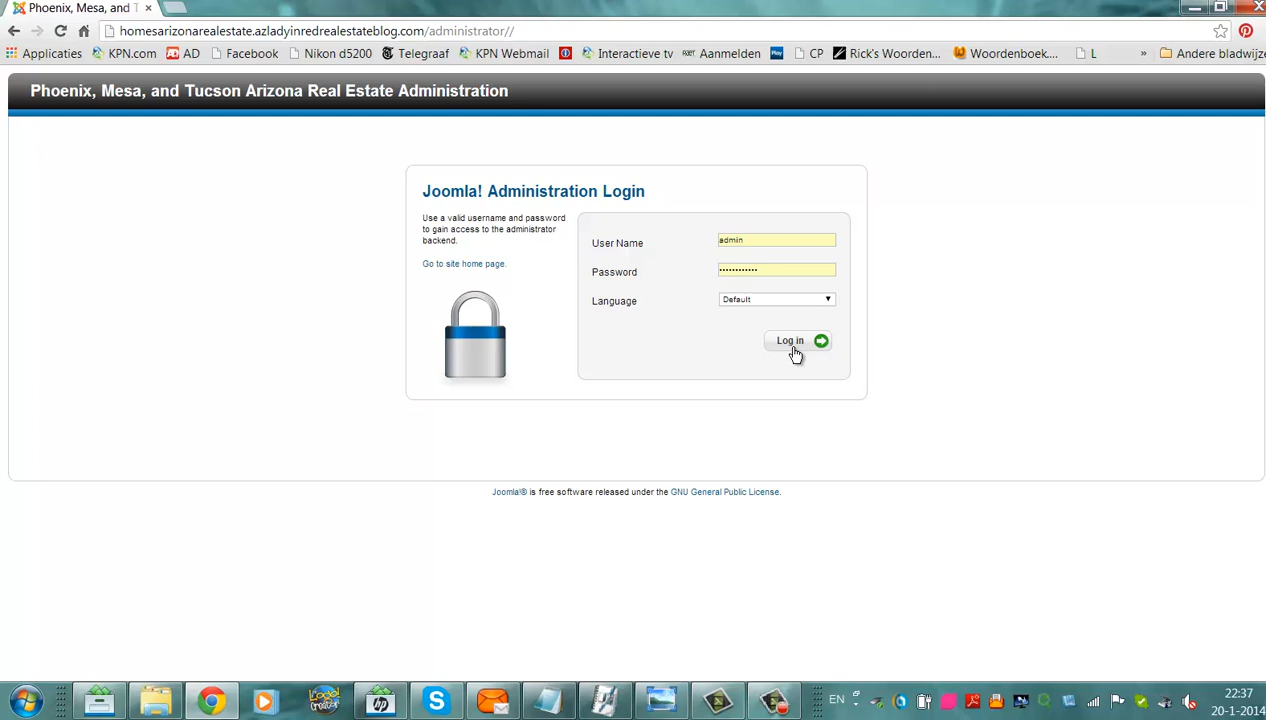 Phoenix, Mesa, and T
homesarizonarealestate.azladyinredrealestateblog.com/administrator//
Applicaties KPN.com AD Facebook Nikon d5200 Telegraaf KPN Webmail Interactieve tv Aanmelden CP Rick's Woorden... Woordenboek.... L » Andere bladwijze
Phoenix, Mesa, and Tucson Arizona Real Estate Administration
Joomla! Administration Login
Use a valid username and password
to gain access to the administrator
backend.
Go to site home page.
User Name admin
Password ••••••••••••
Language Default
Log in
Joomla!® is free software released under the GNU General Public License.
EN
22:37
20-1-2014